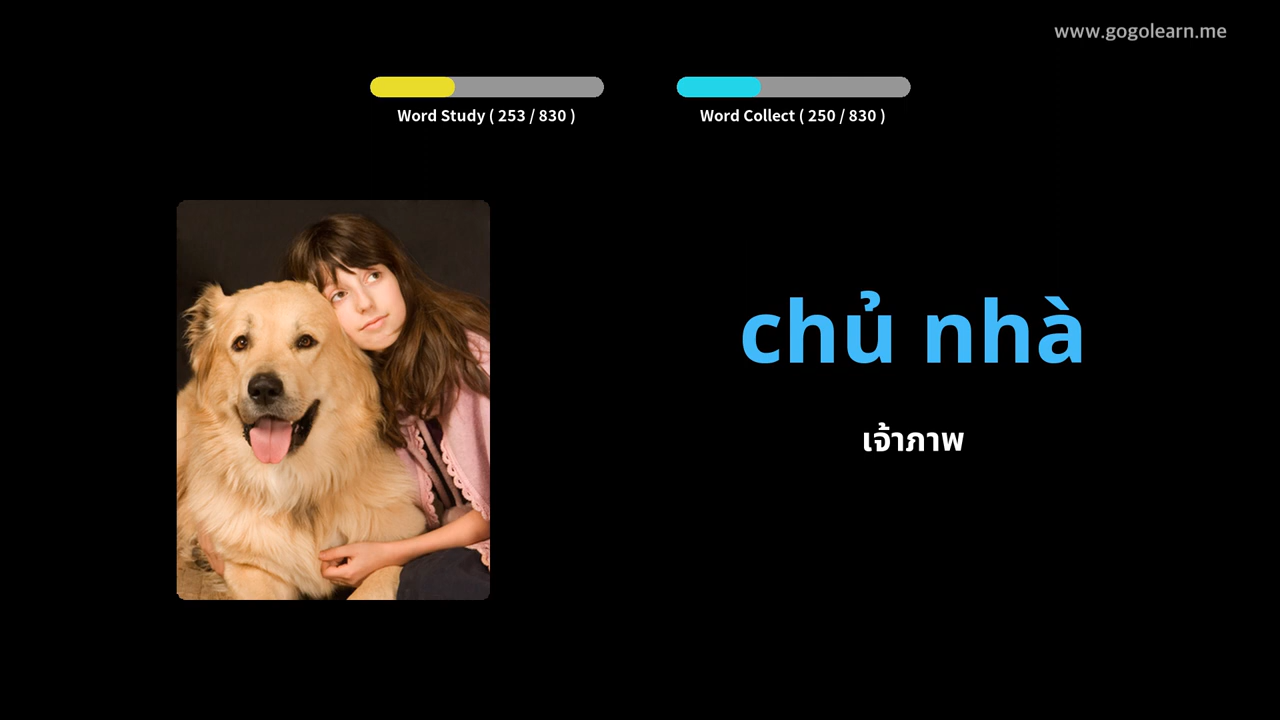 www.gogolearn.me
Word Study ( 253 / 830 )
Word Collect ( 250 / 830 )
chủ nhà
เจ้าภาพ